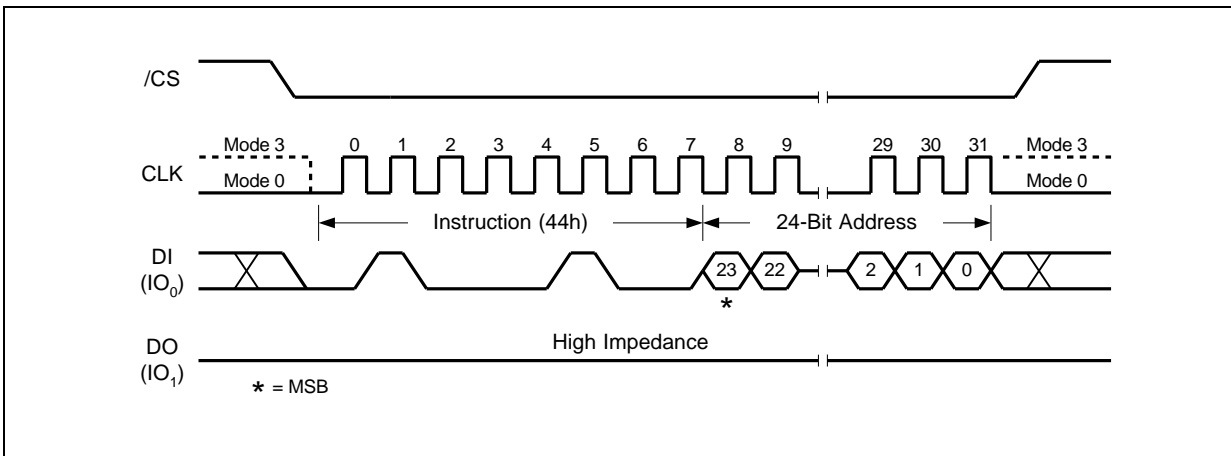 /CS
Mode 3 0 1 2 3 4 5 6 7 8 9 29 30 31 Mode 3
CLK
Mode 0 Mode 0
Instruction (44h) 24-Bit Address
DI
(IO₀) 23 22 2 1 0
*
High Impedance
DO
(IO₁)
* = MSB